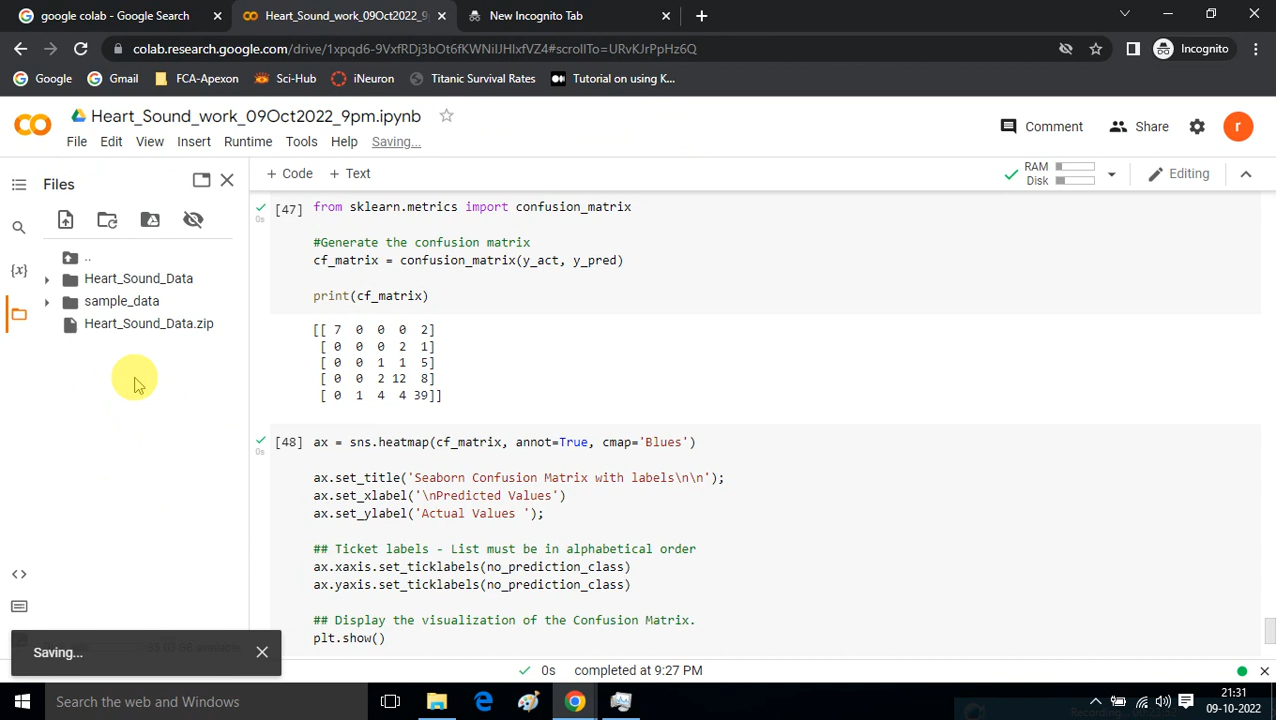 google colab - Google Search
Heart_Sound_work_09Oct2022_9
New Incognito Tab
colab.research.google.com/drive/1xpqd6-9VxfRDj3bOt6fKWNiIJHIxfVZ4#scrollTo=URvKJrPpHz6Q
Incognito
Google
Gmail
FCA-Apexon
Sci-Hub
iNeuron
Titanic Survival Rates
Tutorial on using K...
Heart_Sound_work_09Oct2022_9pm.ipynb
Comment
Share
r
File Edit View Insert Runtime Tools Help Saving...
Files
+ Code + Text
RAM
Disk
Editing
..
Heart_Sound_Data
sample_data
Heart_Sound_Data.zip
{x}
[47] from sklearn.metrics import confusion_matrix
0s
#Generate the confusion matrix
cf_matrix = confusion_matrix(y_act, y_pred)
print(cf_matrix)
[[ 7 0 0 0 2]
[ 0 0 0 2 1]
[ 0 0 1 1 5]
[ 0 0 2 12 8]
[ 0 1 4 4 39]]
[48] ax = sns.heatmap(cf_matrix, annot=True, cmap='Blues')
0s
ax.set_title('Seaborn Confusion Matrix with labels\n\n');
ax.set_xlabel('\nPredicted Values')
ax.set_ylabel('Actual Values ');
## Ticket labels - List must be in alphabetical order
ax.xaxis.set_ticklabels(no_prediction_class)
ax.yaxis.set_ticklabels(no_prediction_class)
## Display the visualization of the Confusion Matrix.
plt.show()
Saving...
0s completed at 9:27 PM
Search the web and Windows
21:31
09-10-2022